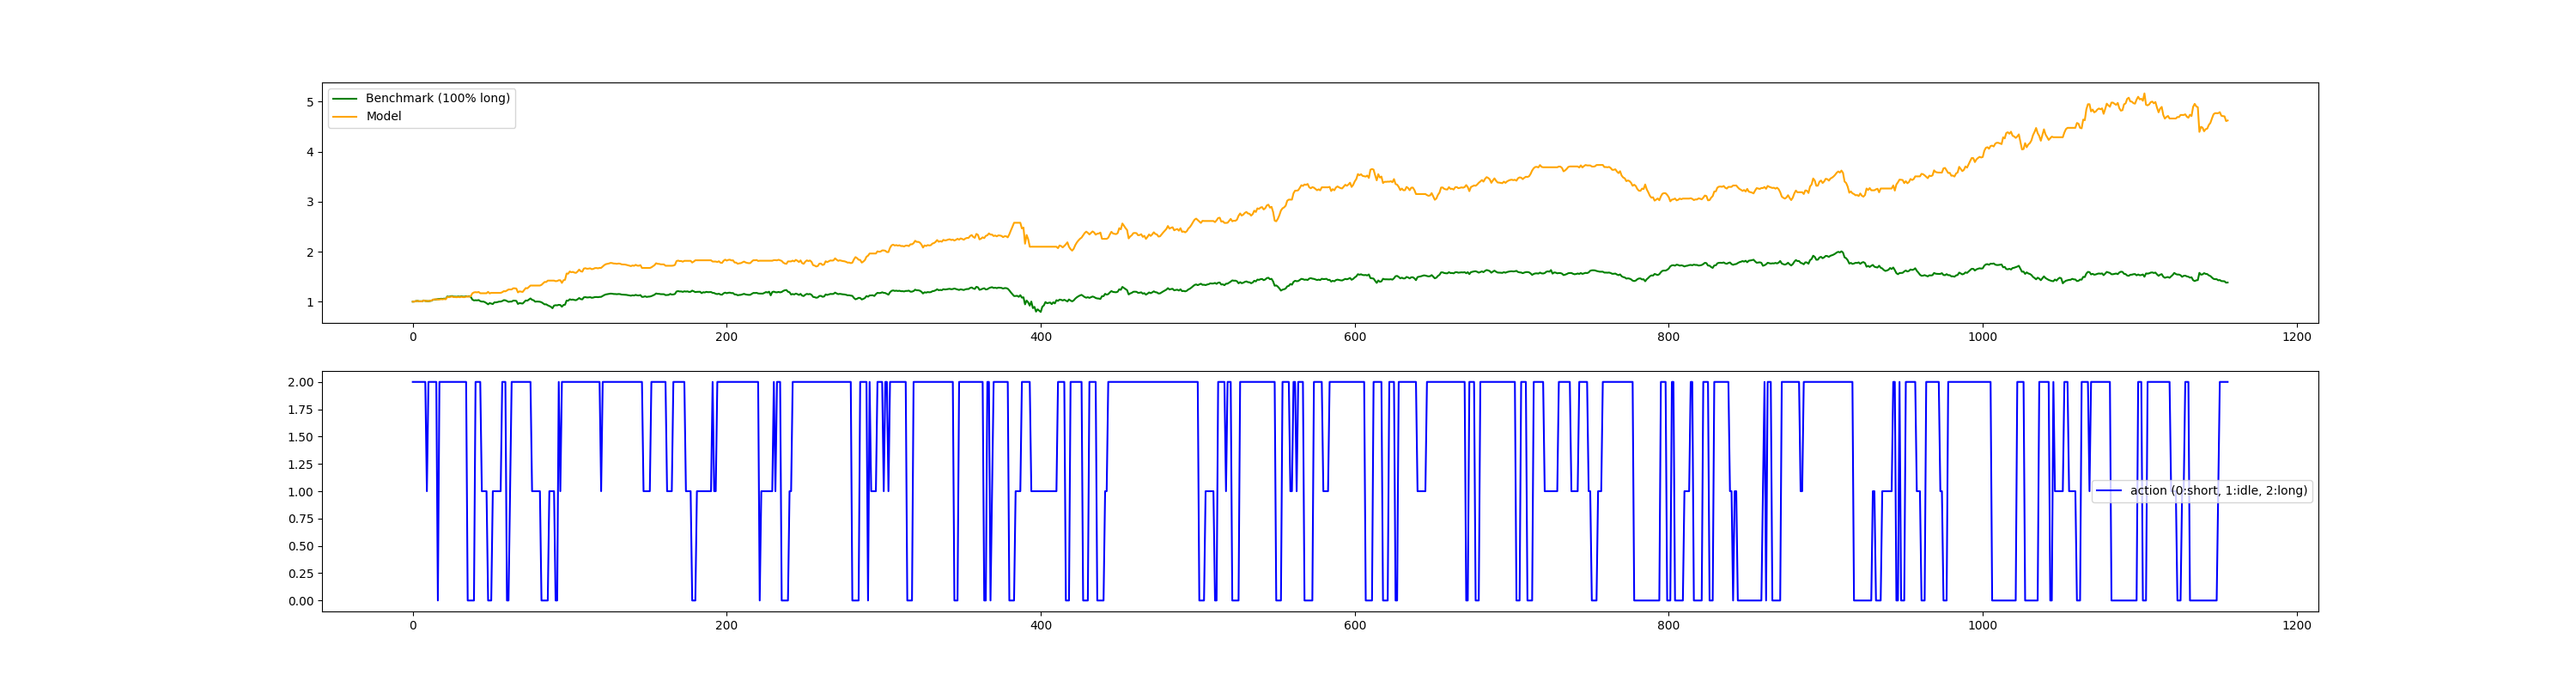 Benchmark (100% long)
Model
5
4
3
2
1
0 200 400 600 800 1000 1200
2.00
1.75
1.50
1.25
1.00
0.75
0.50
0.25
0.00
action (0:short, 1:idle, 2:long)
0 200 400 600 800 1000 1200